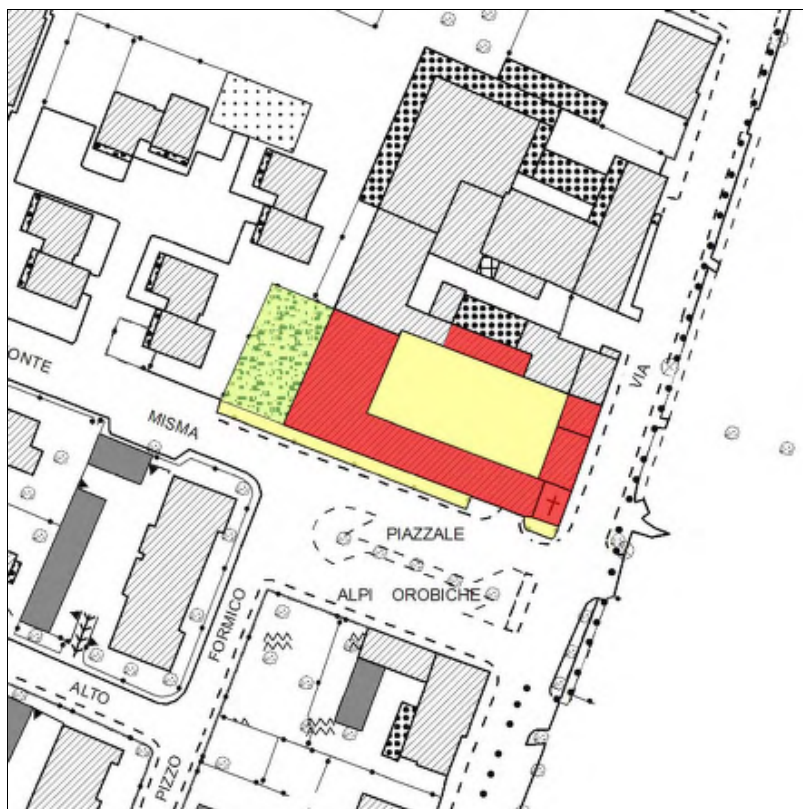 VIA
ONTE
MISMA
PIAZZALE
ALPI OROBICHE
FORMICO
ALTO
PIZZO